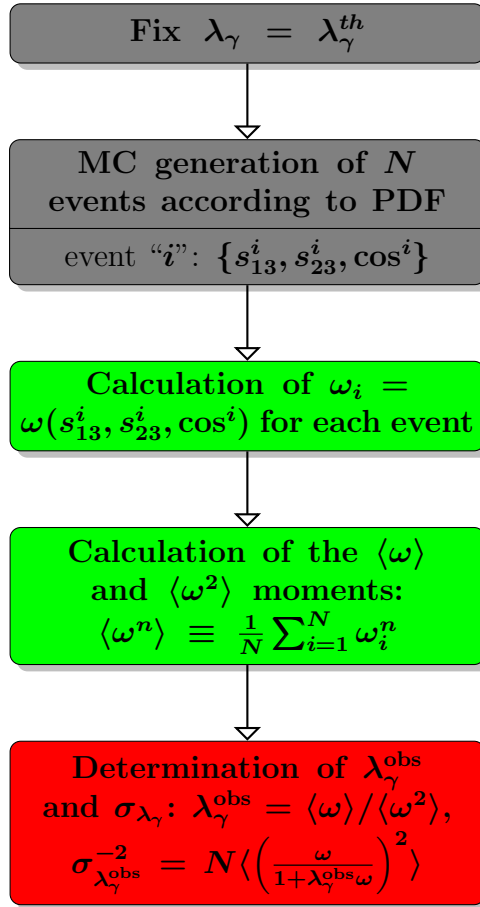 Fix λ_γ = λ_γ^{th}
MC generation of N
events according to PDF
event “i”: {s_{13}^i, s_{23}^i, cos^i}
Calculation of ω_i =
ω(s_{13}^i, s_{23}^i, cos^i) for each event
Calculation of the ⟨ω⟩
and ⟨ω^2⟩ moments:
⟨ω^n⟩ ≡ \frac{1}{N} ∑_{i=1}^N ω_i^n
Determination of λ_γ^{obs}
and σ_{λ_γ}: λ_γ^{obs} = ⟨ω⟩/⟨ω^2⟩,
σ_{λ_γ^{obs}}^{-2} = N⟨(\frac{ω}{1+λ_γ^{obs}ω})^2⟩